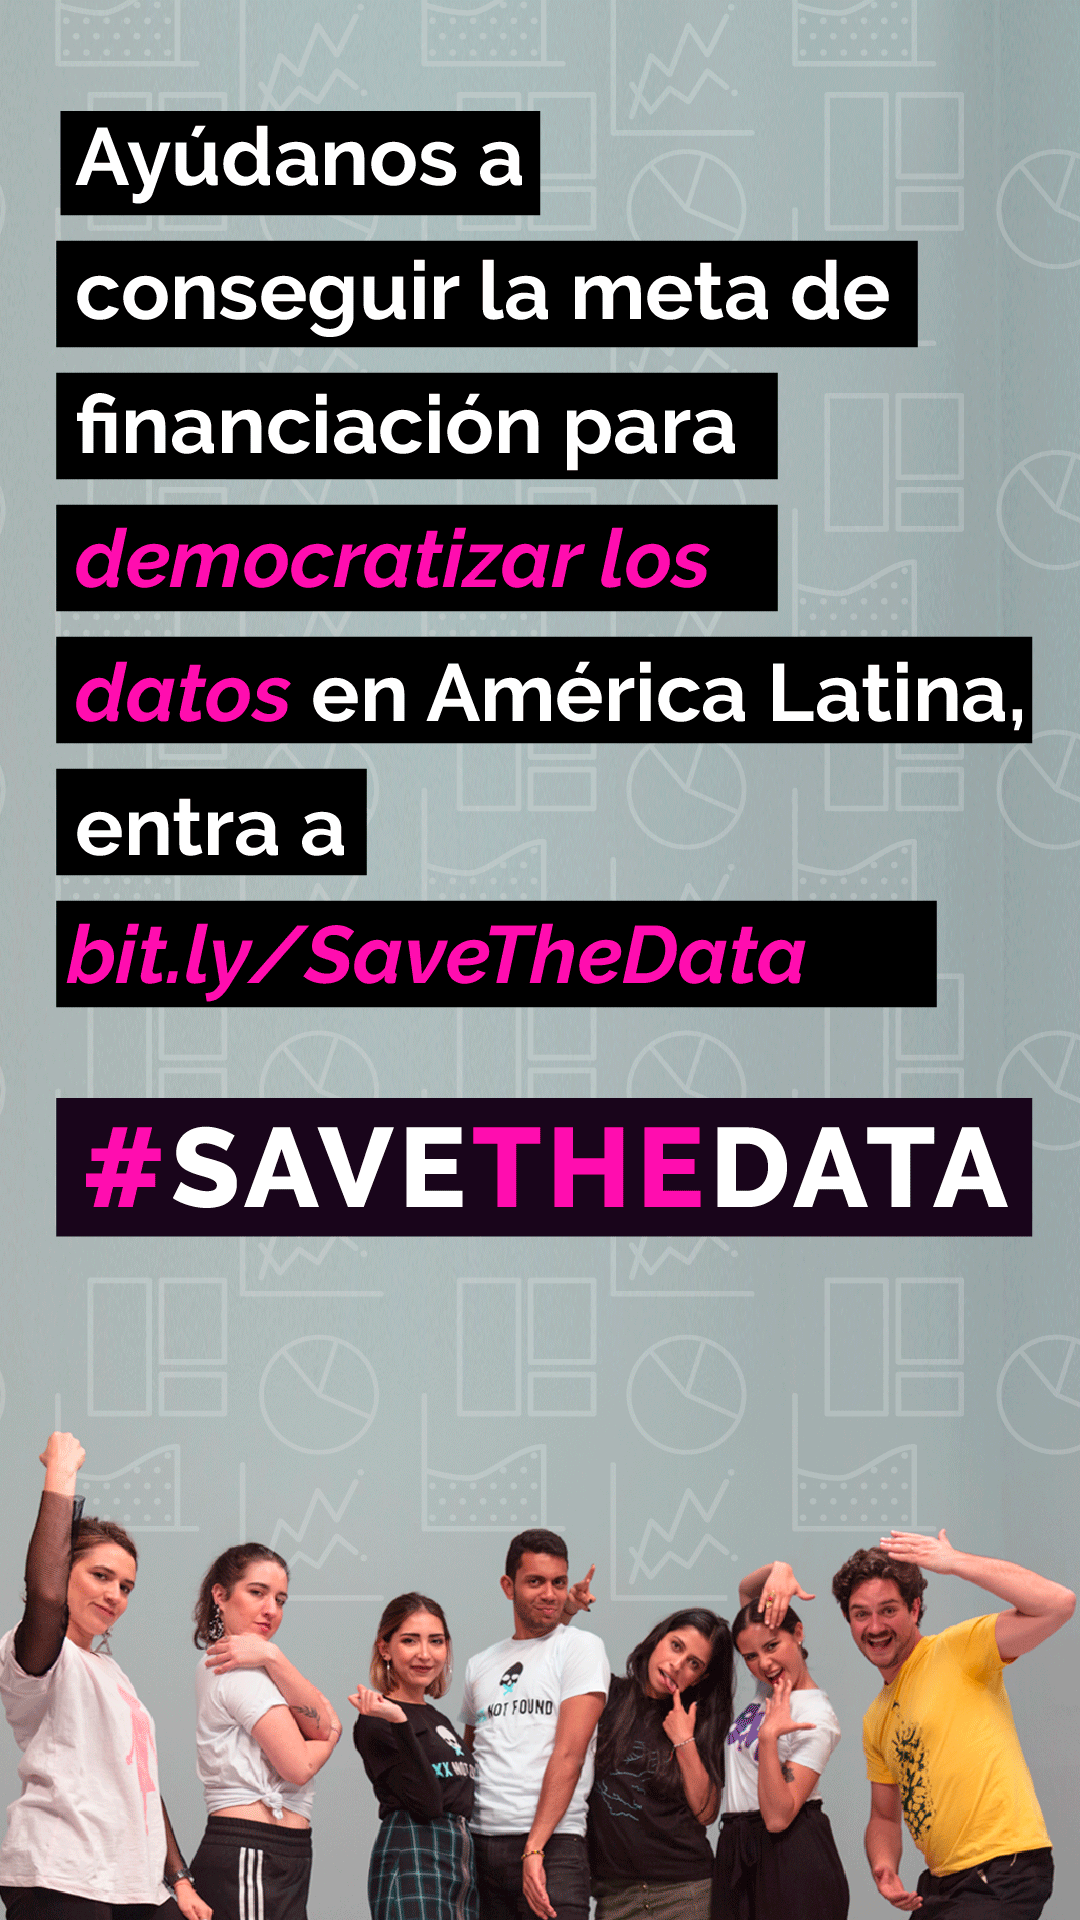 Ayúdanos a
conseguir la meta de
financiación para
democratizar los
datos en América Latina,
entra a
bit.ly/SaveTheData
#SAVETHEDATA
NOT FOUND